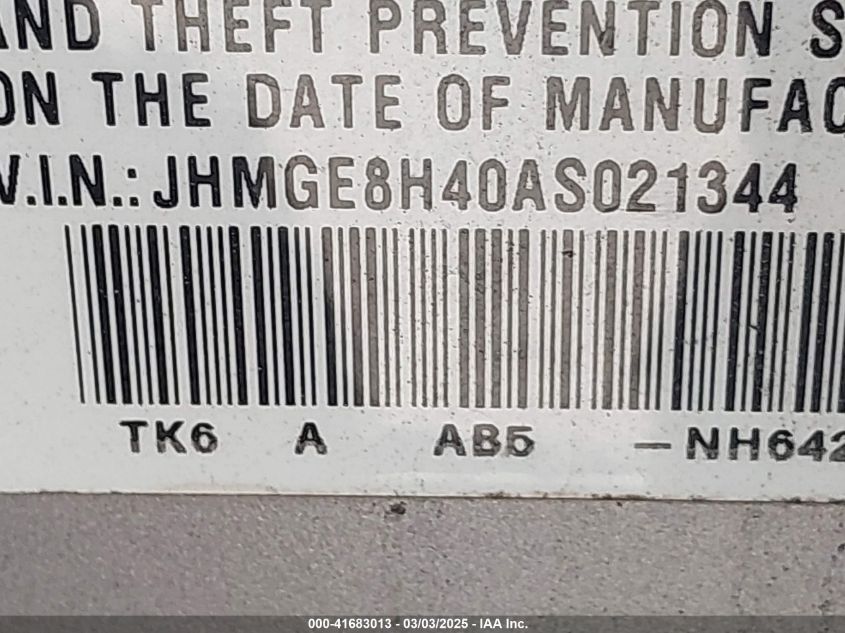 AND THEFT PREVENTION S
ON THE DATE OF MANUFAC
V.I.N.: JHMGE8H40AS021344
TK6 A AB5 -NH642
000-41683013 - 03/03/2025 - IAA Inc.